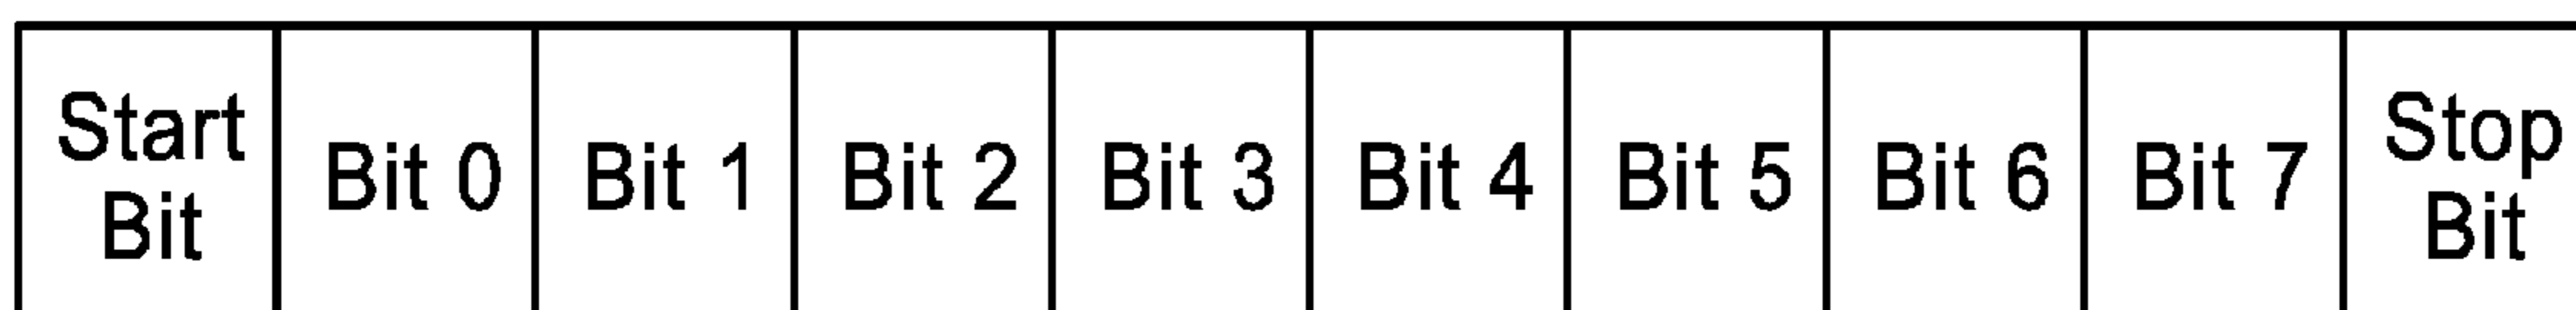 Start Bit
Bit 0
Bit 1
Bit 2
Bit 3
Bit 4
Bit 5
Bit 6
Bit 7
Stop Bit